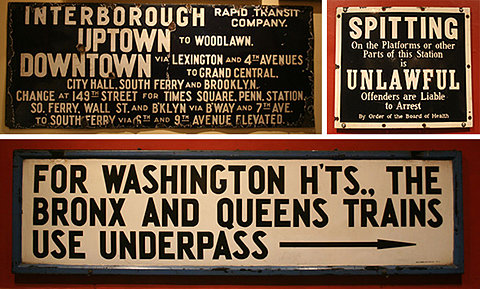 INTERBOROUGH RAPID TRANSIT COMPANY.
UPTOWN TO WOODLAWN.
DOWNTOWN VIA LEXINGTON AND 4TH AVENUES
TO GRAND CENTRAL,
CITY HALL, SOUTH FERRY AND BROOKLYN.
CHANGE AT 149TH STREET FOR TIMES SQUARE, PENN. STATION,
SO. FERRY, WALL ST. AND B'KLYN VIA B'WAY AND 7TH AVE.
TO SOUTH FERRY VIA 6TH AND 9TH AVENUE ELEVATED.
SPITTING
On the Platforms or other
Parts of this Station
is
UNLAWFUL
Offenders are Liable
to Arrest
By Order of the Board of Health
FOR WASHINGTON H'TS., THE
BRONX AND QUEENS TRAINS
USE UNDERPASS